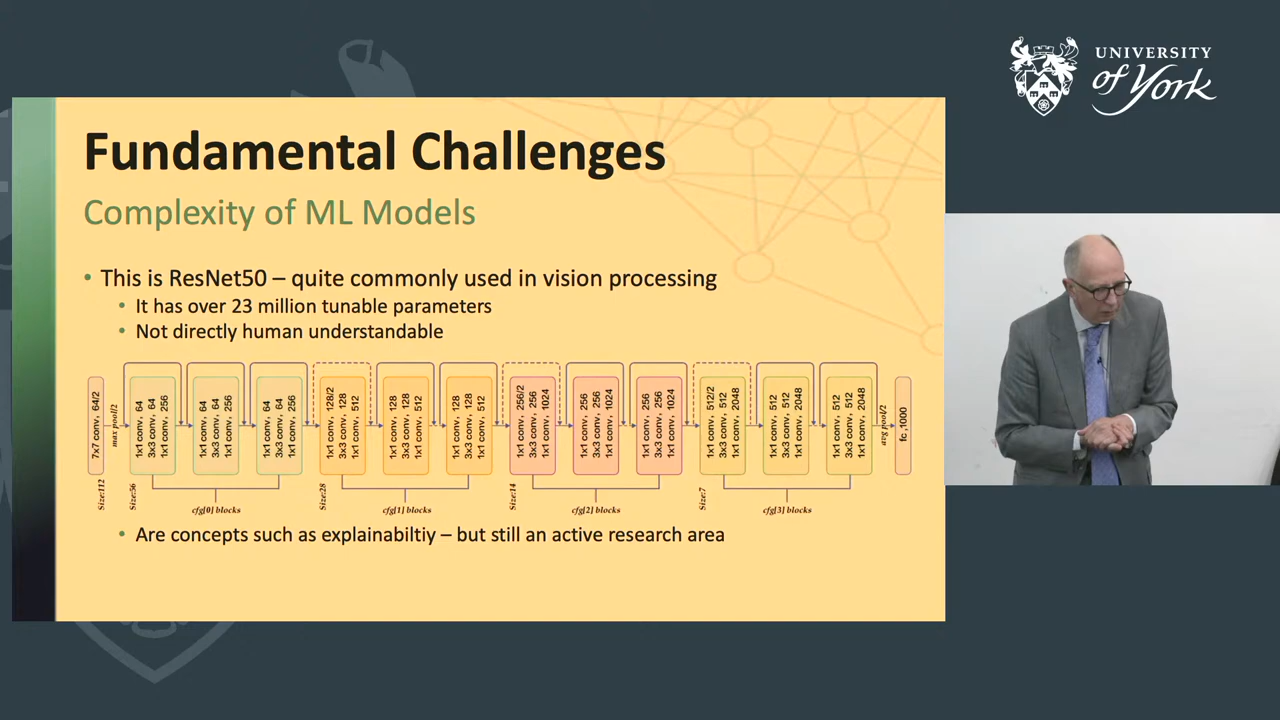 UNIVERSITY
of York
Fundamental Challenges
Complexity of ML Models
• This is ResNet50 – quite commonly used in vision processing
• It has over 23 million tunable parameters
• Not directly human understandable
7x7 conv, 64/2
max pool/2
1x1 conv, 64
3x3 conv, 64
1x1 conv, 256
1x1 conv, 64
3x3 conv, 64
1x1 conv, 256
1x1 conv, 64
3x3 conv, 64
1x1 conv, 256
1x1 conv, 128/2
3x3 conv, 128
1x1 conv, 512
1x1 conv, 128
3x3 conv, 128
1x1 conv, 512
1x1 conv, 128
3x3 conv, 128
1x1 conv, 512
1x1 conv, 256/2
3x3 conv, 256
1x1 conv, 1024
1x1 conv, 256
3x3 conv, 256
1x1 conv, 1024
1x1 conv, 256
3x3 conv, 256
1x1 conv, 1024
1x1 conv, 512/2
3x3 conv, 512
1x1 conv, 2048
1x1 conv, 512
3x3 conv, 512
1x1 conv, 2048
1x1 conv, 512
3x3 conv, 512
1x1 conv, 2048
avg pool/2
fc ,1000
Size:112
Size:56
Size:28
Size:14
Size:7
cfg[0] blocks
cfg[1] blocks
cfg[2] blocks
cfg[3] blocks
• Are concepts such as explainabiltiy – but still an active research area